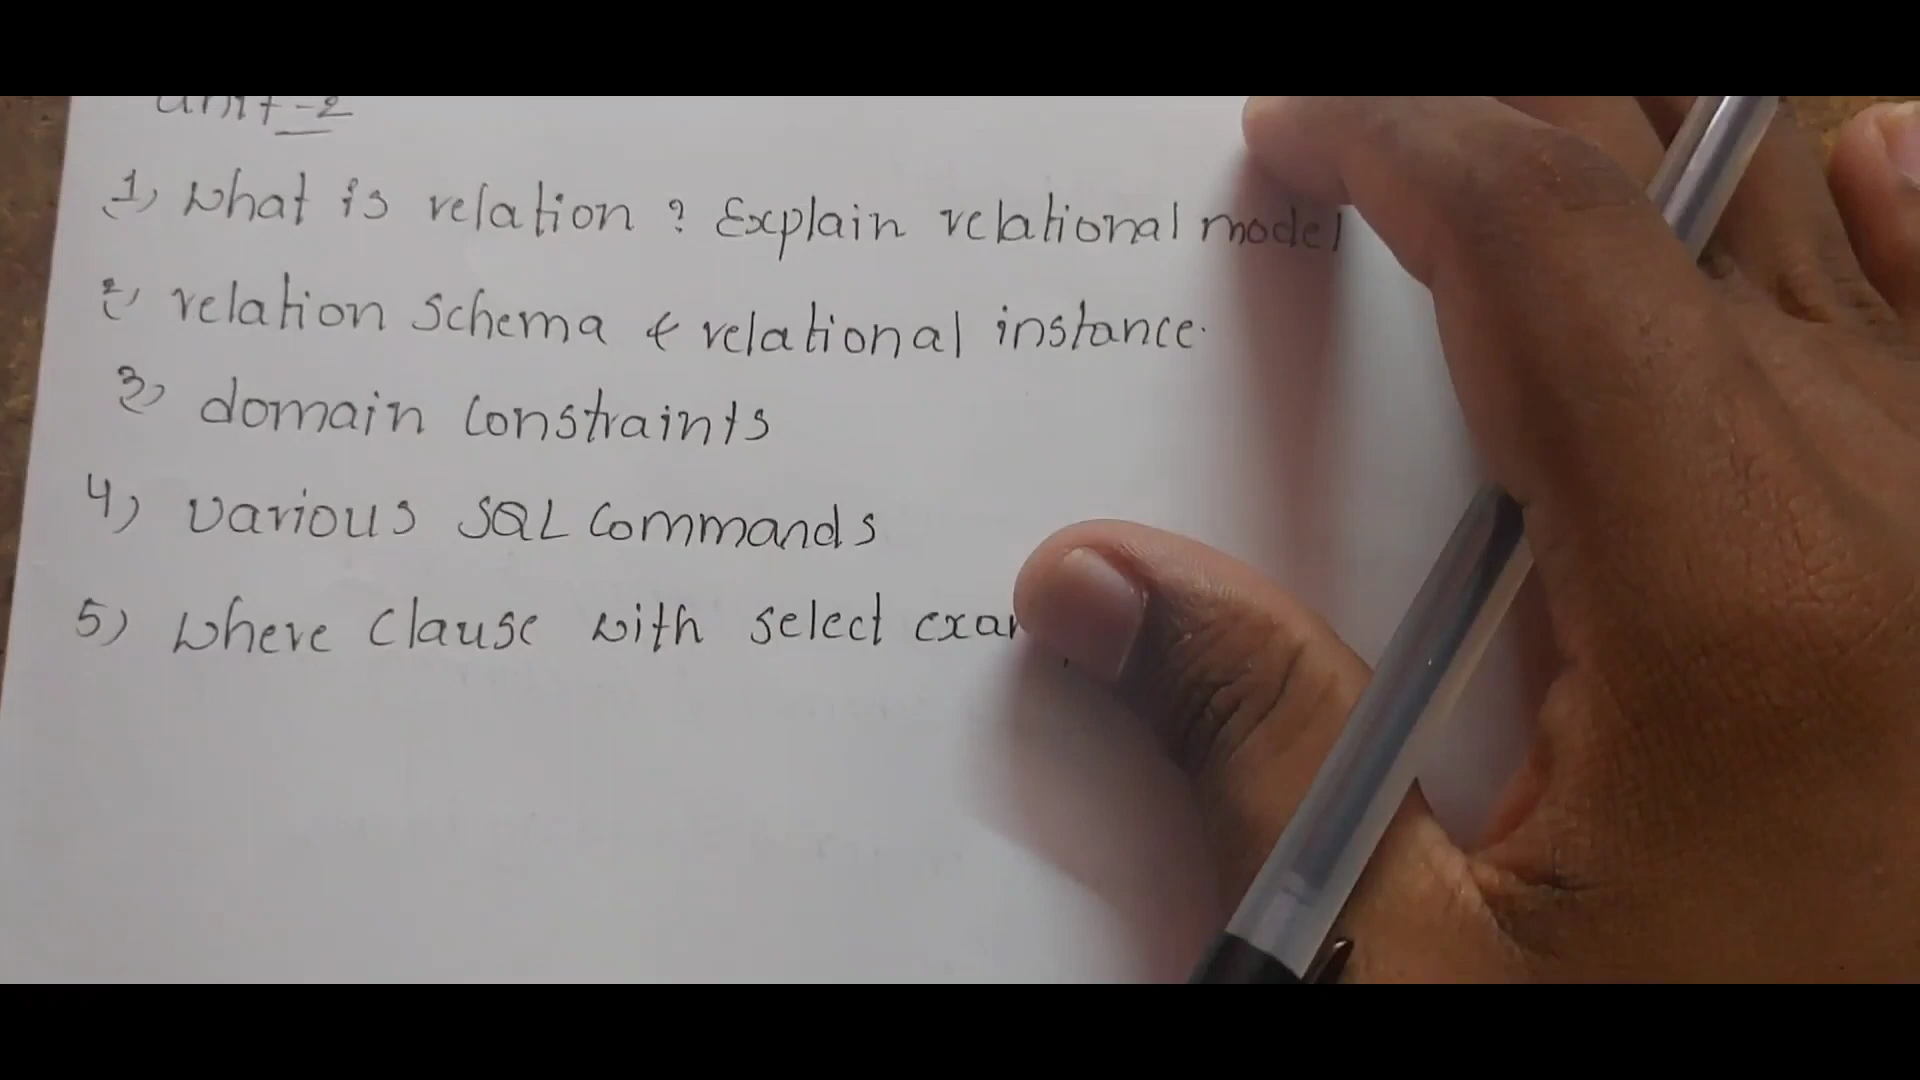 unit-2
1) what is relation ? Explain relational model
2) relation schema & relational instance.
3) domain constraints
4) various SQL commands
5) where clause with select